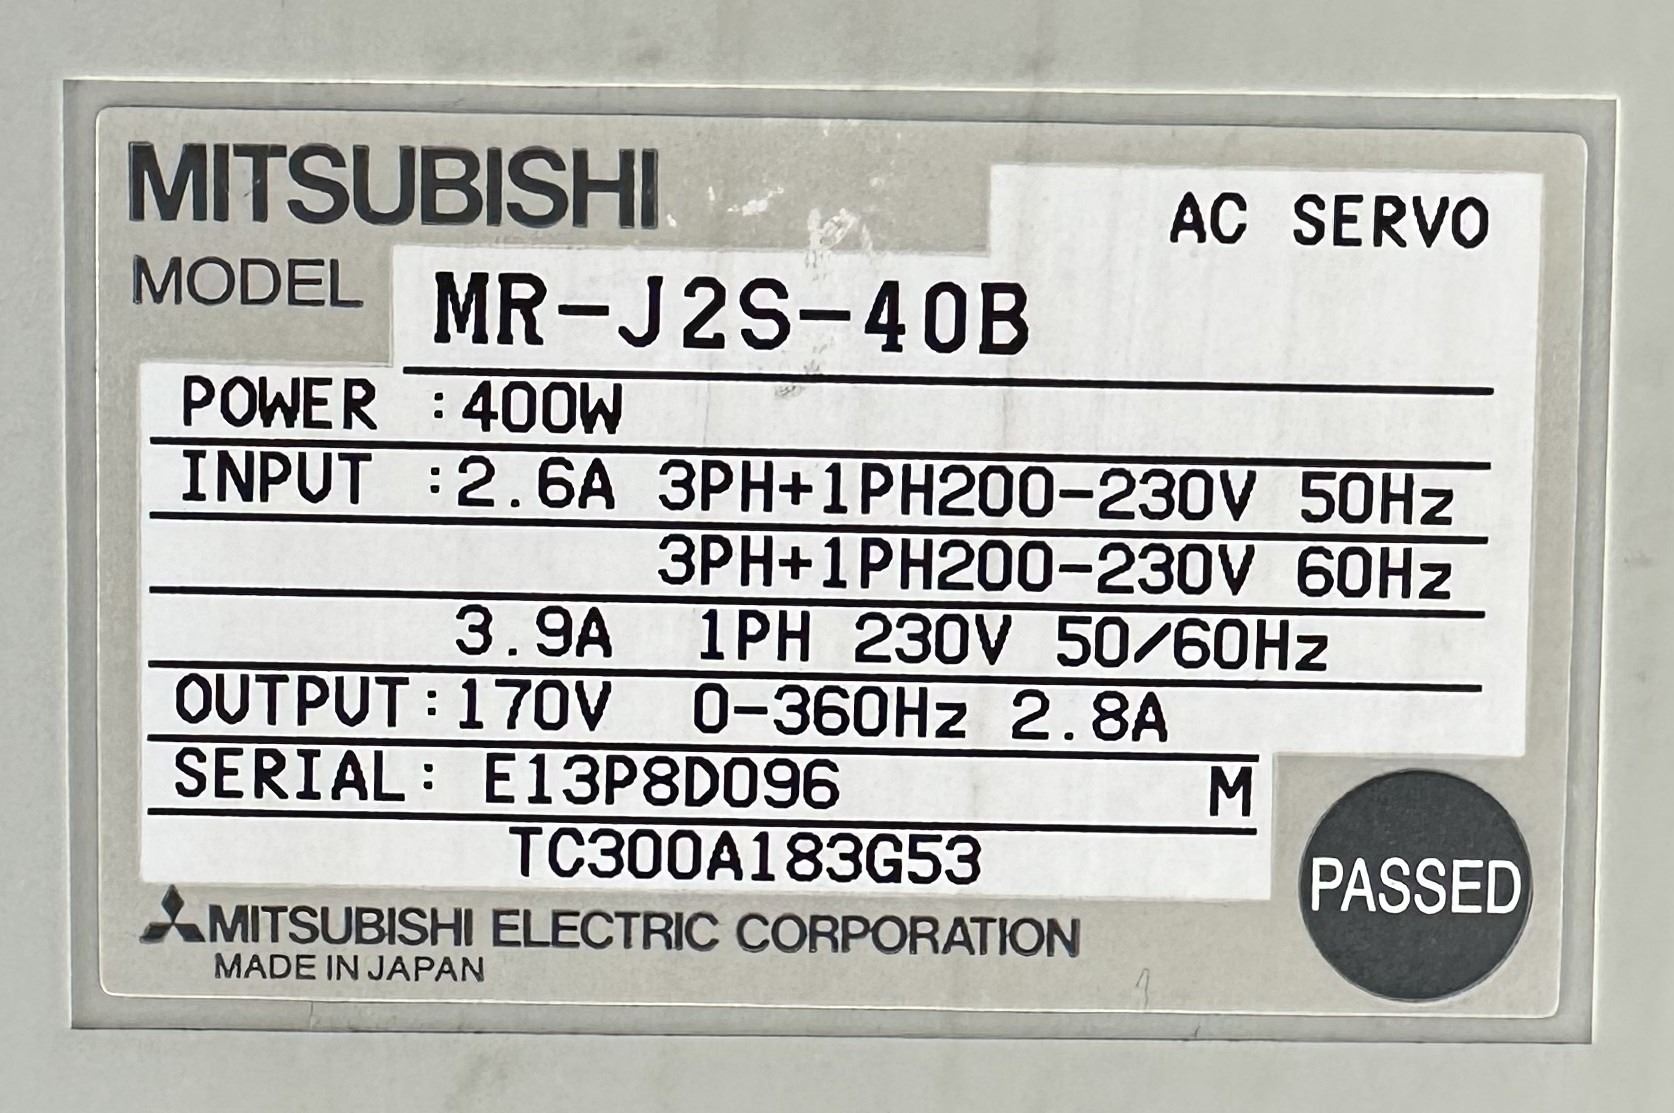 MITSUBISHI
AC SERVO
MODEL MR-J2S-40B
POWER :400W
INPUT :2.6A 3PH+1PH200-230V 50Hz
3PH+1PH200-230V 60Hz
3.9A 1PH 230V 50/60Hz
OUTPUT:170V 0-360Hz 2.8A
SERIAL: E13P8D096 M
TC300A183G53
PASSED
MITSUBISHI ELECTRIC CORPORATION
MADE IN JAPAN